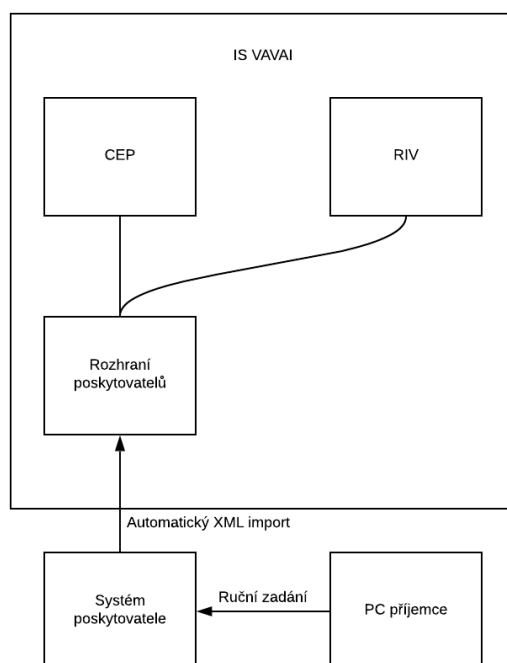 IS VAVAI
CEP
RIV
Rozhraní
poskytovatelů
Automatický XML import
Systém
poskytovatele
Ruční zadání
PC příjemce